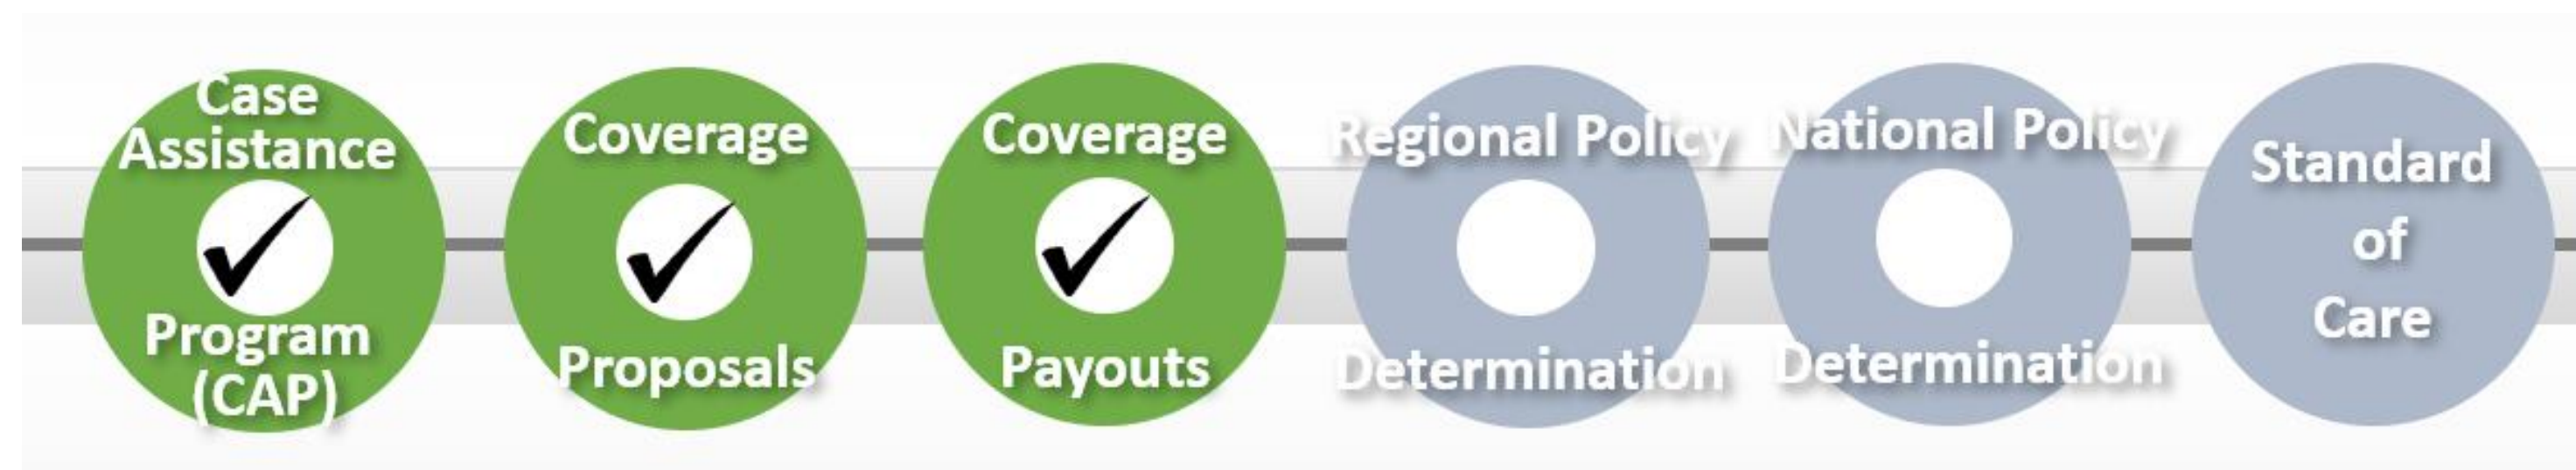 Case
Assistance
Program
(CAP)
Coverage
Proposals
Coverage
Payouts
Regional Policy
Determination
National Policy
Determination
Standard
of
Care